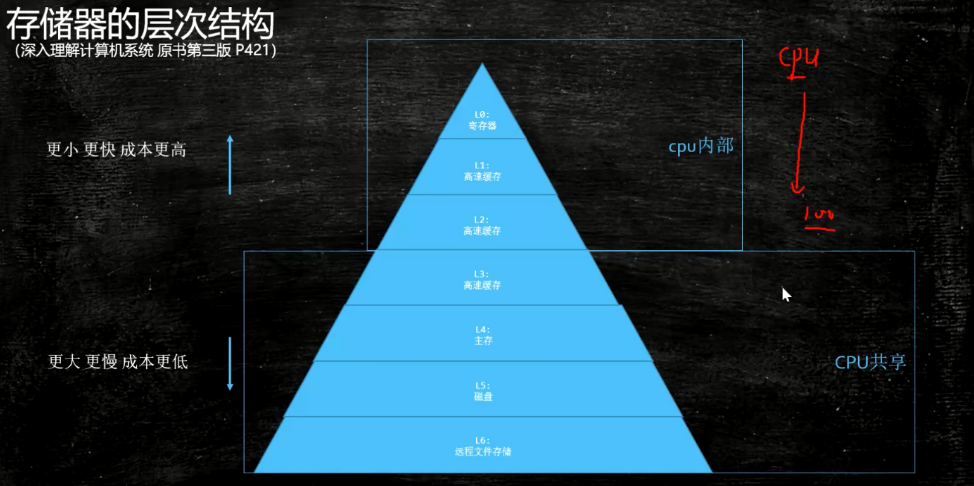 存储器的层次结构
（深入理解计算机系统 原书第三版 P421）
cpu
L0:
寄存器
更小 更快 成本更高
cpu内部
L1:
高速缓存
L2:
高速缓存
100
L3:
高速缓存
L4:
主存
更大 更慢 成本更低
CPU共享
L5:
磁盘
L6:
远程文件存储